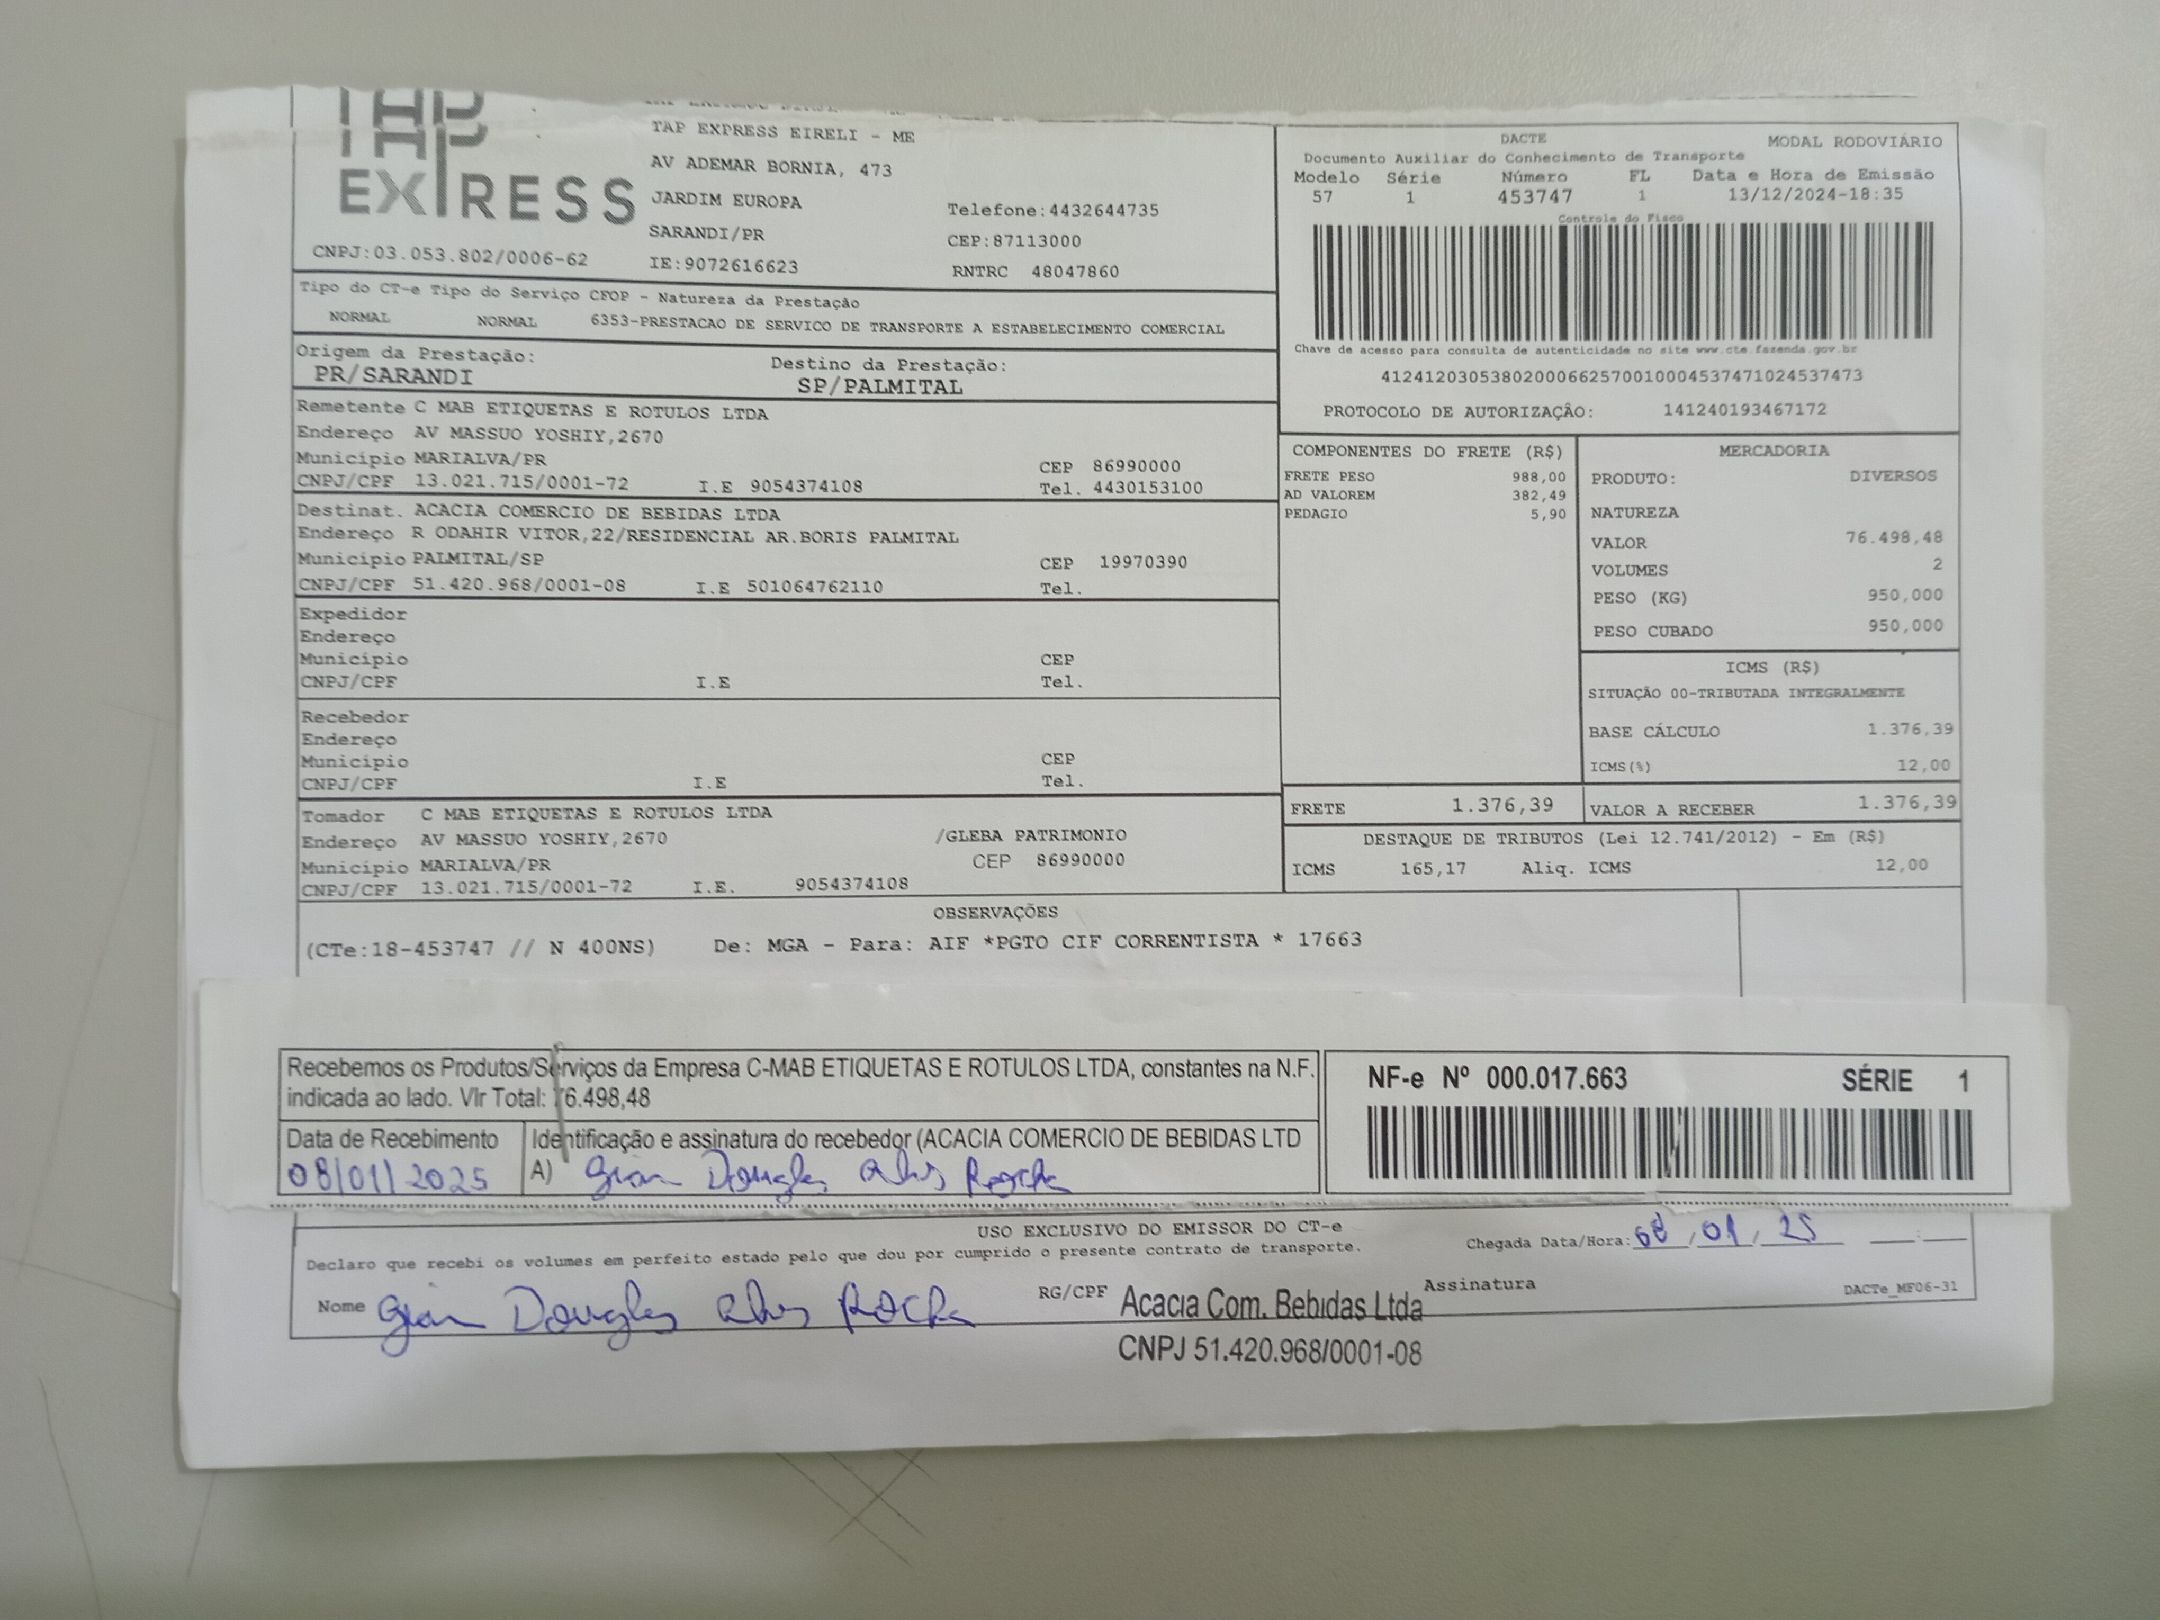 TAP
EXPRESS
CNPJ:03.053.802/0006-62
TAP EXPRESS EIRELI - ME
AV ADEMAR BORNIA, 473
JARDIM EUROPA
SARANDI/PR
IE:9072616623
Telefone:4432644735
CEP:87113000
RNTRC 48047860
DACTE MODAL RODOVIÁRIO
Documento Auxiliar do Conhecimento de Transporte
Modelo Série Número FL Data e Hora de Emissão
57 1 453747 1 13/12/2024-18:35
Controle do Fisco
Chave de acesso para consulta de autenticidade no site www.cte.fazenda.gov.br
41241203053802000662570010004537471024537473
PROTOCOLO DE AUTORIZAÇÂO: 141240193467172
Tipo do CT-e Tipo do Serviço CFOP - Natureza da Prestação
NORMAL NORMAL 6353-PRESTACAO DE SERVICO DE TRANSPORTE A ESTABELECIMENTO COMERCIAL
Origem da Prestação: Destino da Prestação:
PR/SARANDI SP/PALMITAL
Remetente C MAB ETIQUETAS E ROTULOS LTDA
Endereço AV MASSUO YOSHIY,2670
Município MARIALVA/PR CEP 86990000
CNPJ/CPF 13.021.715/0001-72 I.E 9054374108 Tel. 4430153100
Destinat. ACACIA COMERCIO DE BEBIDAS LTDA
Endereço R ODAHIR VITOR,22/RESIDENCIAL AR.BORIS PALMITAL
Município PALMITAL/SP CEP 19970390
CNPJ/CPF 51.420.968/0001-08 I.E 501064762110 Tel.
Expedidor
Endereço
Município CEP
CNPJ/CPF I.E Tel.
Recebedor
Endereço
Município CEP
CNPJ/CPF I.E Tel.
Tomador C MAB ETIQUETAS E ROTULOS LTDA
Endereço AV MASSUO YOSHIY,2670 /GLEBA PATRIMONIO
Município MARIALVA/PR CEP 86990000
CNPJ/CPF 13.021.715/0001-72 I.E. 9054374108
COMPONENTES DO FRETE (R$)
FRETE PESO 988,00
AD VALOREM 382,49
PEDAGIO 5,90
MERCADORIA
PRODUTO: DIVERSOS
NATUREZA
VALOR 76.498,48
VOLUMES 2
PESO (KG) 950,000
PESO CUBADO 950,000
ICMS (R$)
SITUAÇÃO 00-TRIBUTADA INTEGRALMENTE
BASE CÁLCULO 1.376,39
ICMS(%) 12,00
FRETE 1.376,39 VALOR A RECEBER 1.376,39
DESTAQUE DE TRIBUTOS (Lei 12.741/2012) - Em (R$)
ICMS 165,17 Aliq. ICMS 12,00
OBSERVAÇÕES
(CTe:18-453747 // N 400NS) De: MGA - Para: AIF *PGTO CIF CORRENTISTA * 17663
Recebemos os Produtos/Serviços da Empresa C-MAB ETIQUETAS E ROTULOS LTDA, constantes na N.F.
indicada ao lado. Vlr Total: 76.498,48
Data de Recebimento Identificação e assinatura do recebedor (ACACIA COMERCIO DE BEBIDAS LTD
08/01/2025 A) Gian Douglas Alves Rocha
NF-e Nº 000.017.663 SÉRIE 1
USO EXCLUSIVO DO EMISSOR DO CT-e
Declaro que recebi os volumes em perfeito estado pelo que dou por cumprido o presente contrato de transporte. Chegada Data/Hora: 08/01/25 __:__
Nome Gian Douglas Alves Rocha RG/CPF Acacia Com. Bebidas Ltda Assinatura DACTe_MF06-31
CNPJ 51.420.968/0001-08